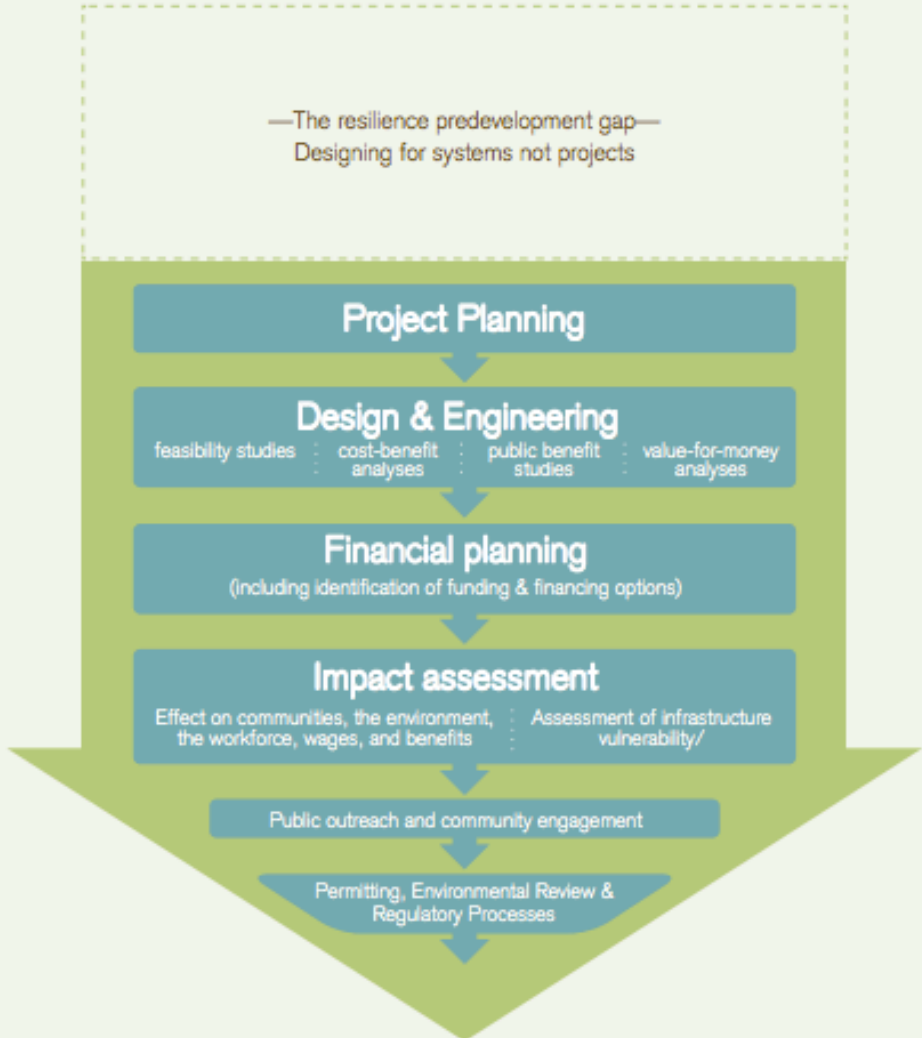 —The resilience predevelopment gap—
Designing for systems not projects
Project Planning
Design & Engineering
feasibility studies
cost-benefit
analyses
public benefit
studies
value-for-money
analyses
Financial planning
(including identification of funding & financing options)
Impact assessment
Effect on communities, the environment,
the workforce, wages, and benefits
Assessment of infrastructure
vulnerability/
Public outreach and community engagement
Permitting, Environmental Review &
Regulatory Processes